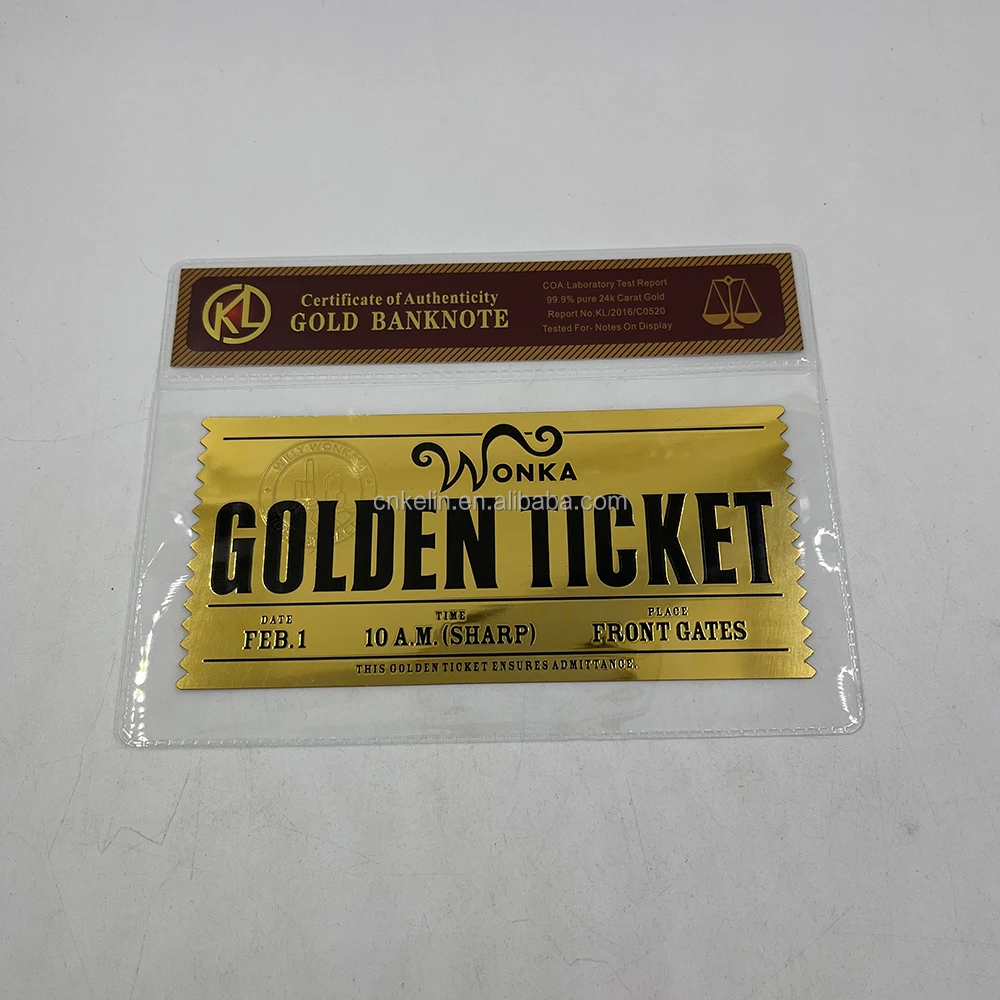 KL
Certificate of Authenticity
GOLD BANKNOTE
COA:Laboratory Test Report
99.9% pure 24k Carat Gold
Report No:KL/2016/C0520
Tested For- Notes On Display
WILLY WONKA'S
WONKA
cnkelin.en.alibaba.com
GOLDEN TICKET
DATE
FEB.1
TIME
10 A.M.(SHARP)
PLACE
FRONT GATES
THIS GOLDEN TICKET ENSURES ADMITTANCE.